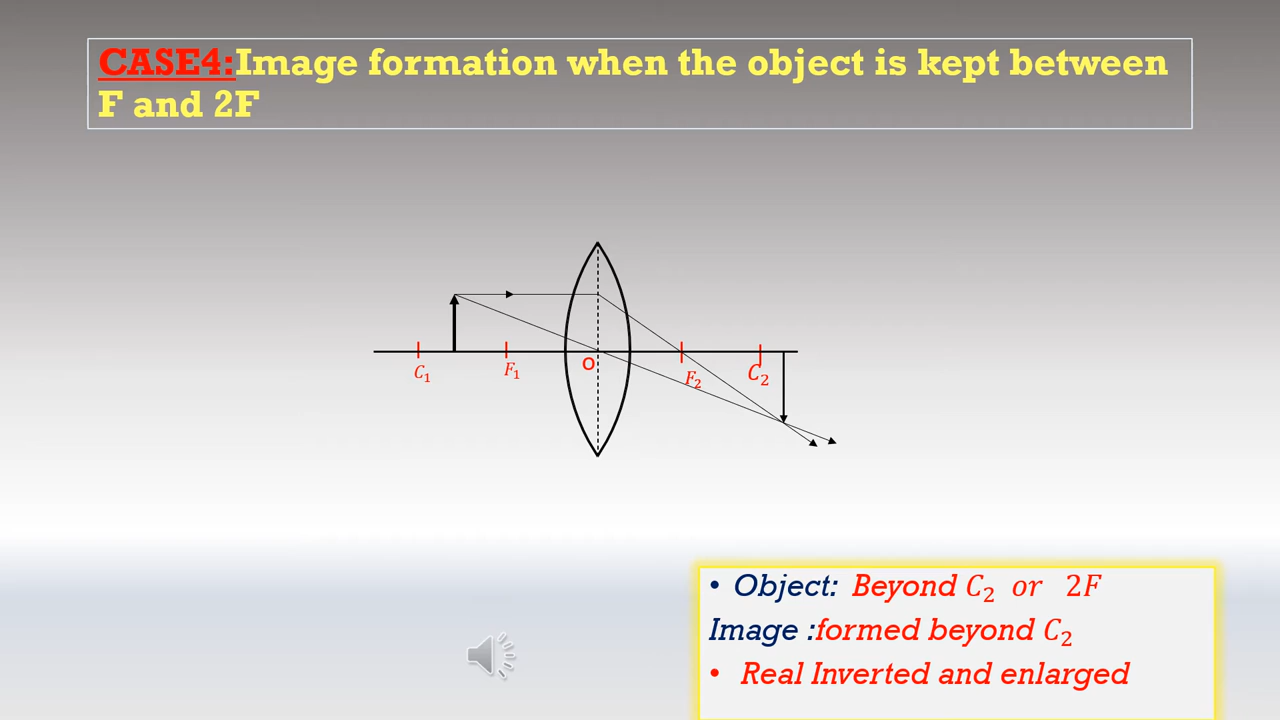 CASE4:Image formation when the object is kept between
F and 2F
C₁
F₁
O
F₂
C₂
• Object: Beyond C₂ or 2F
Image :formed beyond C₂
• Real Inverted and enlarged